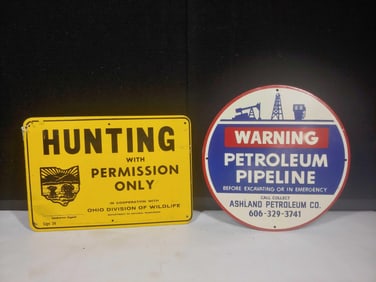 HUNTING
WITH
PERMISSION
ONLY
IN COOPERATION WITH
OHIO DIVISION OF WILDLIFE
WARNING
PETROLEUM
PIPELINE
BEFORE EXCAVATING OR IN EMERGENCY
CALL COLLECT
ASHLAND PETROLEUM CO.
606-329-3741